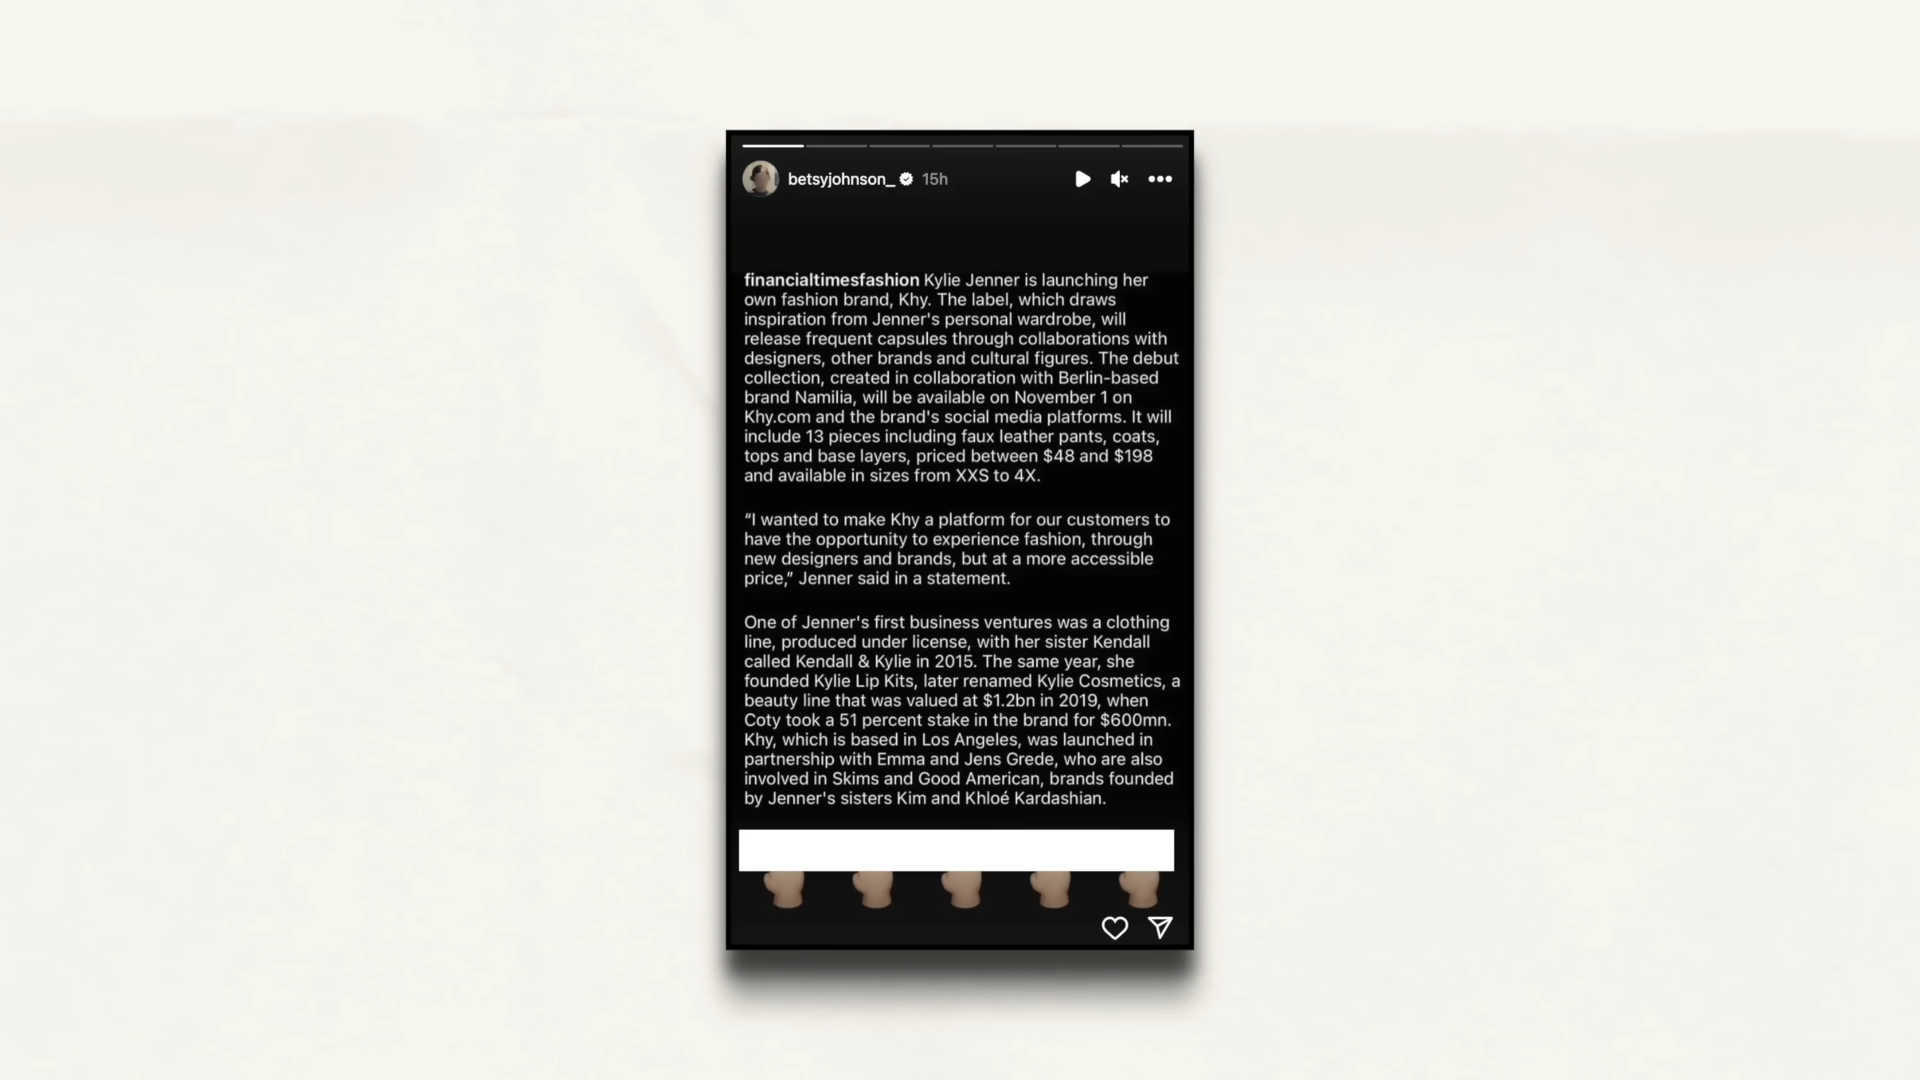 betsyjohnson_ 15h
financialtimesfashion Kylie Jenner is launching her
own fashion brand, Khy. The label, which draws
inspiration from Jenner's personal wardrobe, will
release frequent capsules through collaborations with
designers, other brands and cultural figures. The debut
collection, created in collaboration with Berlin-based
brand Namilia, will be available on November 1 on
Khy.com and the brand's social media platforms. It will
include 13 pieces including faux leather pants, coats,
tops and base layers, priced between $48 and $198
and available in sizes from XXS to 4X.
“I wanted to make Khy a platform for our customers to
have the opportunity to experience fashion, through
new designers and brands, but at a more accessible
price,” Jenner said in a statement.
One of Jenner's first business ventures was a clothing
line, produced under license, with her sister Kendall
called Kendall & Kylie in 2015. The same year, she
founded Kylie Lip Kits, later renamed Kylie Cosmetics, a
beauty line that was valued at $1.2bn in 2019, when
Coty took a 51 percent stake in the brand for $600mn.
Khy, which is based in Los Angeles, was launched in
partnership with Emma and Jens Grede, who are also
involved in Skims and Good American, brands founded
by Jenner's sisters Kim and Khloé Kardashian.